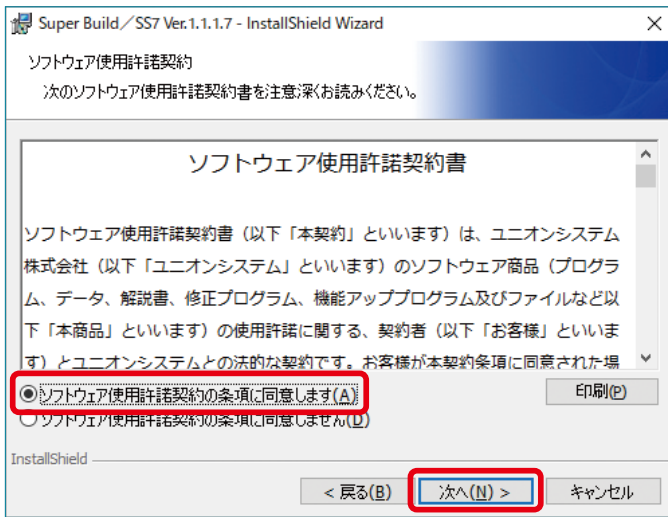 Super Build／SS7 Ver.1.1.1.7 - InstallShield Wizard
ソフトウェア使用許諾契約
次のソフトウェア使用許諾契約書を注意深くお読みください。
ソフトウェア使用許諾契約書
ソフトウェア使用許諾契約書（以下「本契約」といいます）は、ユニオンシステム
株式会社（以下「ユニオンシステム」といいます）のソフトウェア商品（プログラ
ム、データ、解説書、修正プログラム、機能アッププログラム及びファイルなど以
下「本商品」といいます）の使用許諾に関する、契約者（以下「お客様」といいま
す）とユニオンシステムとの法的な契約です。お客様が本契約条項に同意された場
ソフトウェア使用許諾契約の条項に同意します(A)
印刷(P)
ソフトウェア使用許諾契約の条項に同意しません(D)
InstallShield
< 戻る(B)
次へ(N) >
キャンセル